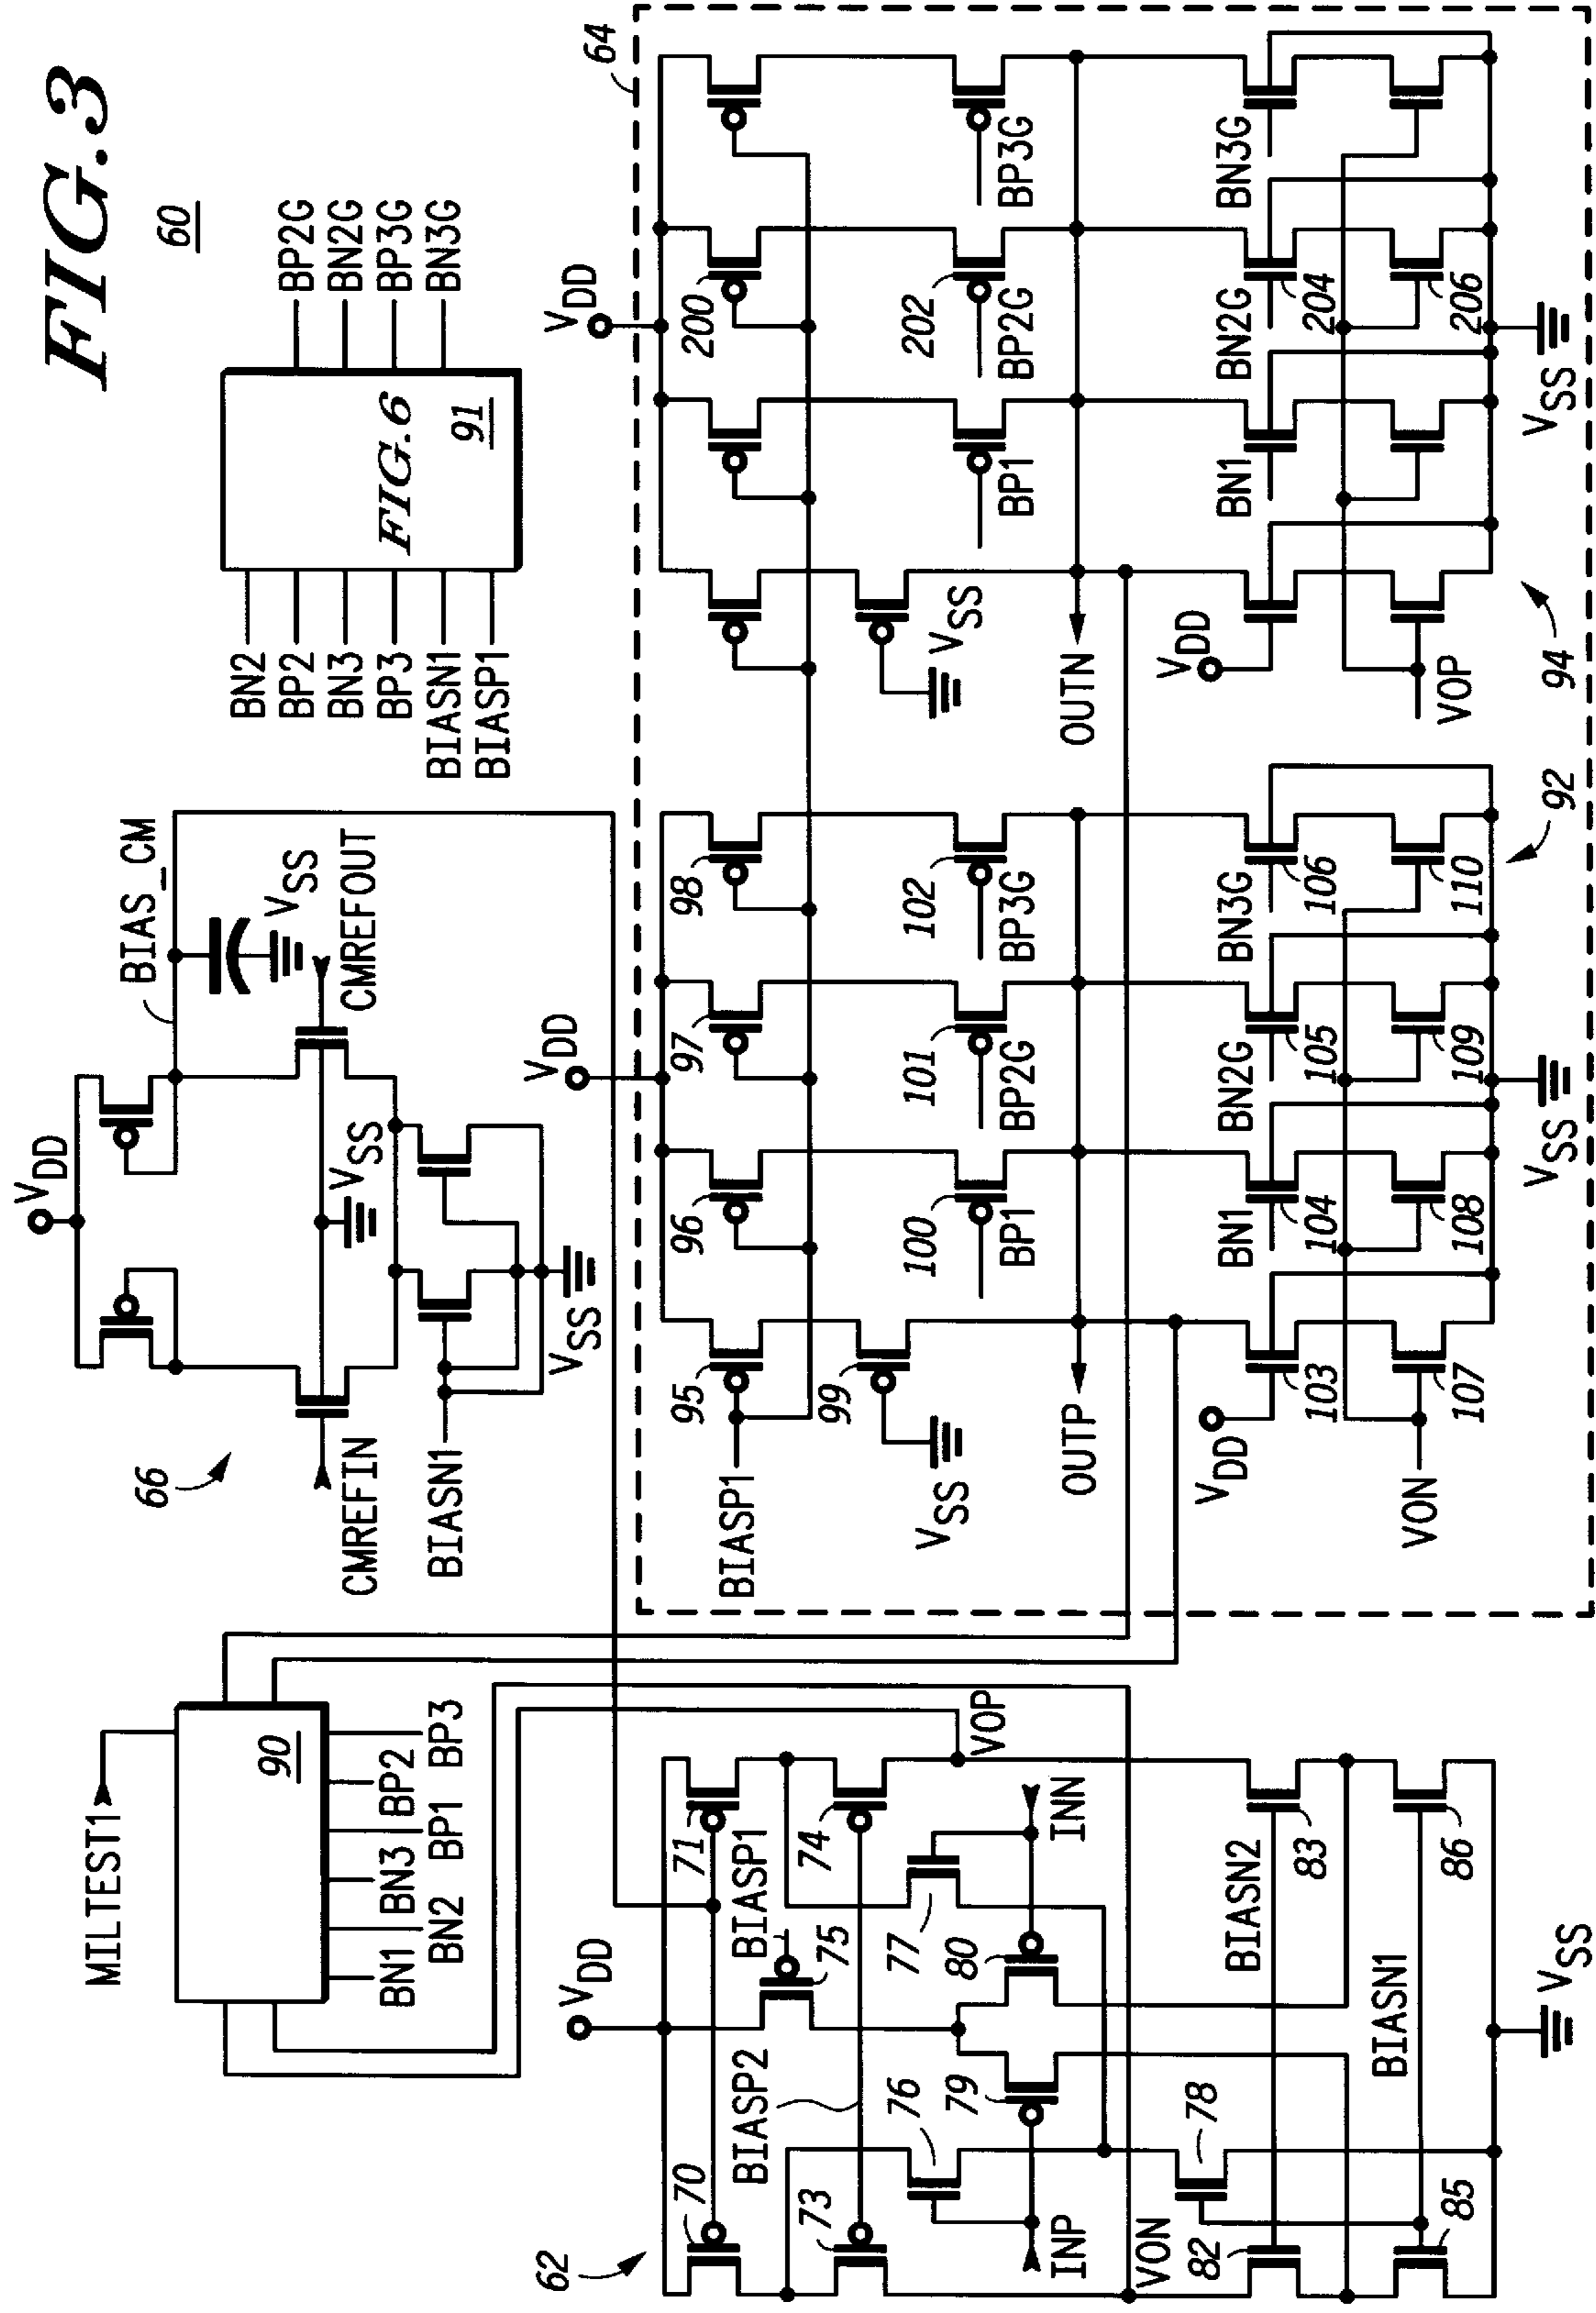 FIG.3
60
MILTEST1
90
BN1
BN2
BN3
BP1
BP2
BP3
66
VDD
BIAS_CM
VSS
VSS
CMREFIN
CMREFOUT
BIASN1
VSS
BN2
BP2
BN3
BP3
BIASN1
BIASP1
FIG.6
91
BP2G
BN2G
BP3G
BN3G
62
VDD
70
71
BIASP2
BIASP1
73
74
75
76
77
79
80
INP
INN
VON
VOP
78
BIASN2
82
83
BIASN1
85
86
VSS
64
VDD
95
96
97
98
BIASP1
99
VSS
100
BP1
101
BP2G
102
BP3G
OUTP
VDD
BN1
BN2G
BN3G
103
104
105
106
VON
107
108
109
110
VSS
92
VDD
200
VSS
BP1
202
BP2G
BP3G
OUTN
VDD
BN1
BN2G
204
BN3G
VOP
206
VSS
94